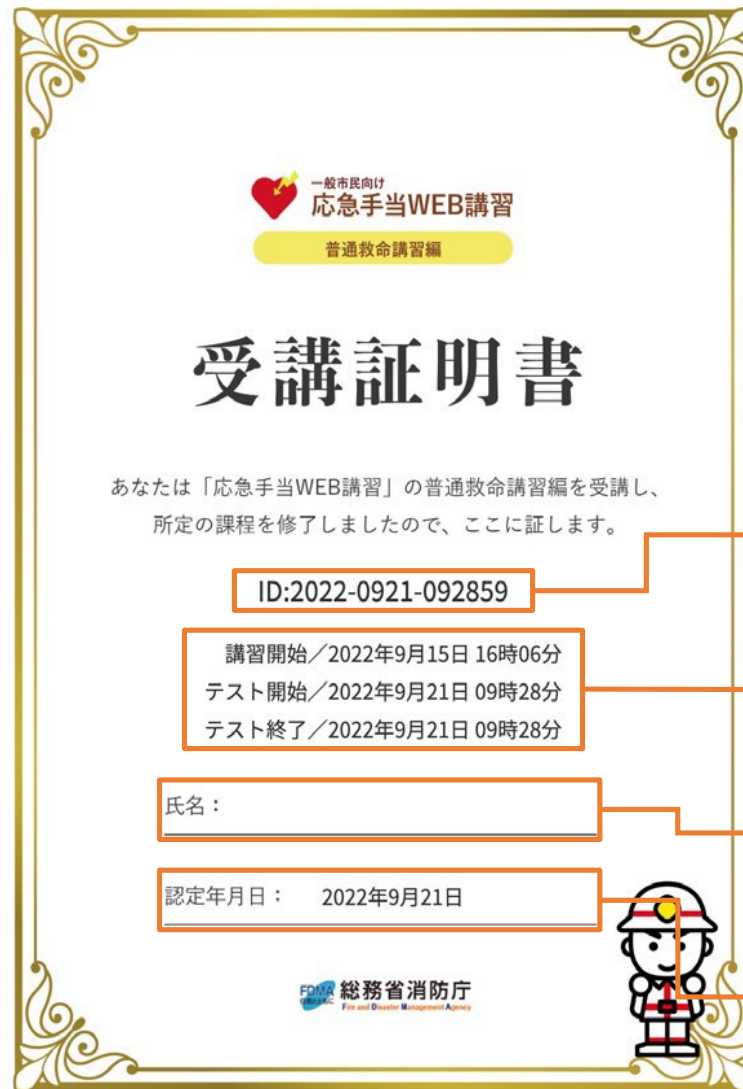 一般市民向け
応急手当WEB講習
普通救命講習編
受講証明書
あなたは「応急手当WEB講習」の普通救命講習編を受講し、
所定の課程を修了しましたので、ここに証します。
ID:2022-0921-092859
講習開始／2022年9月15日 16時06分
テスト開始／2022年9月21日 09時28分
テスト終了／2022年9月21日 09時28分
氏名：
認定年月日： 2022年9月21日
FDMA
住民とともに
総務省消防庁
Fire and Disaster Management Agency